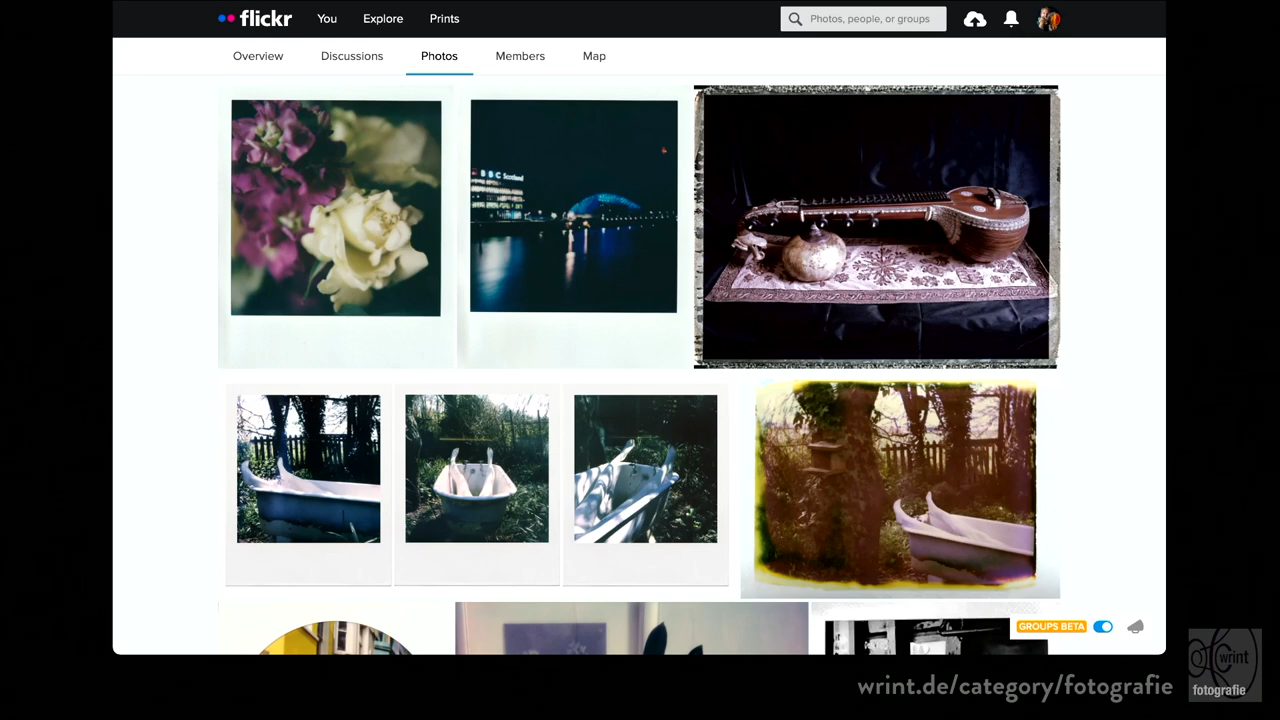 flickr
You Explore Prints
Photos, people, or groups
Overview Discussions Photos Members Map
BBC Scotland
GROUPS BETA
wrint.de/category/fotografie
wrint
fotografie